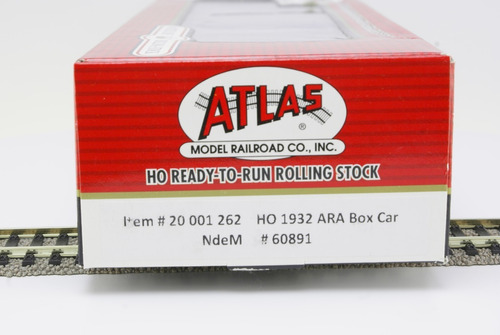 ATLAS
®
MODEL RAILROAD CO., INC.
HO READY-TO-RUN ROLLING STOCK
Item # 20 001 262 HO 1932 ARA Box Car
NdeM # 60891